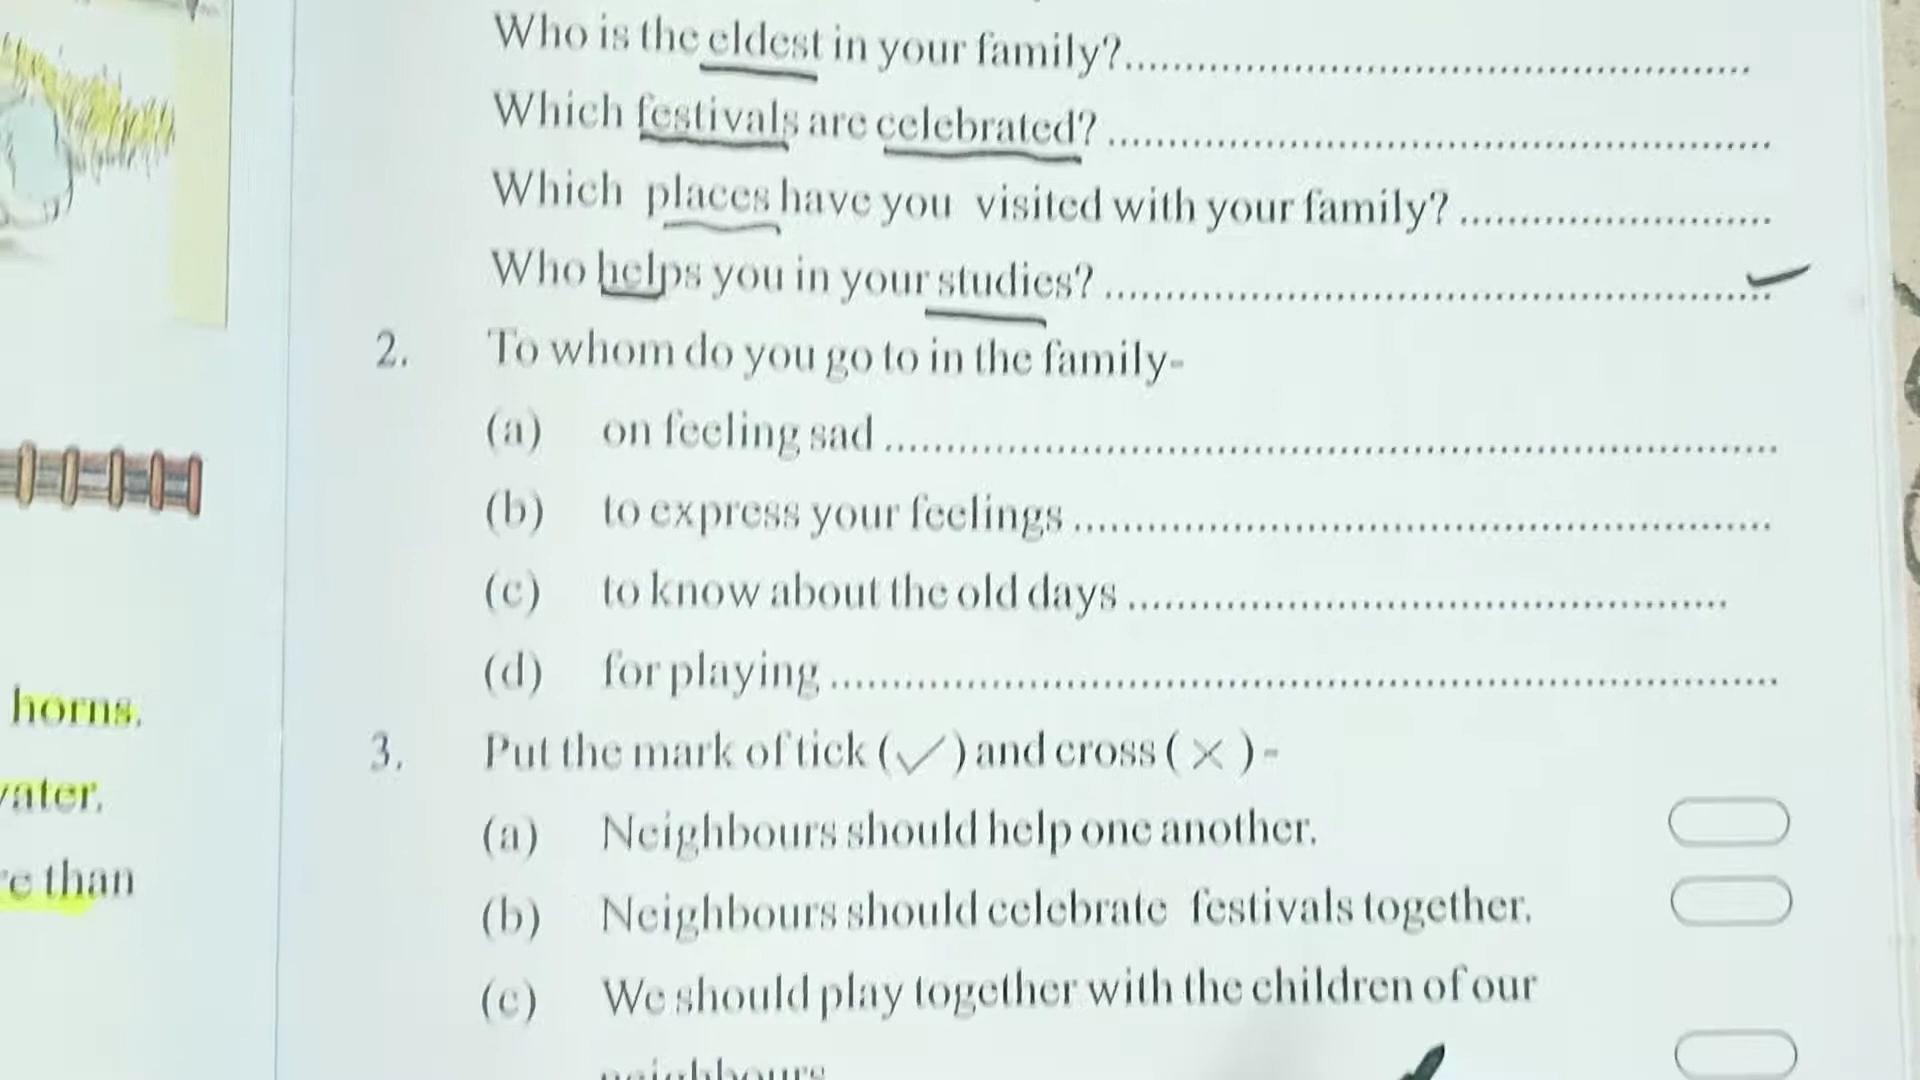 Who is the eldest in your family?..............................
Which festivals are celebrated?..............................
Which places have you visited with your family?...............
Who helps you in your studies?..............................
2. To whom do you go to in the family-
(a) on feeling sad..............................
(b) to express your feelings..............................
(c) to know about the old days..............................
(d) for playing..............................
horns.
3. Put the mark of tick (✓) and cross (×)-
vater.
(a) Neighbours should help one another.
e than
(b) Neighbours should celebrate festivals together.
(c) We should play together with the children of our
neighbours